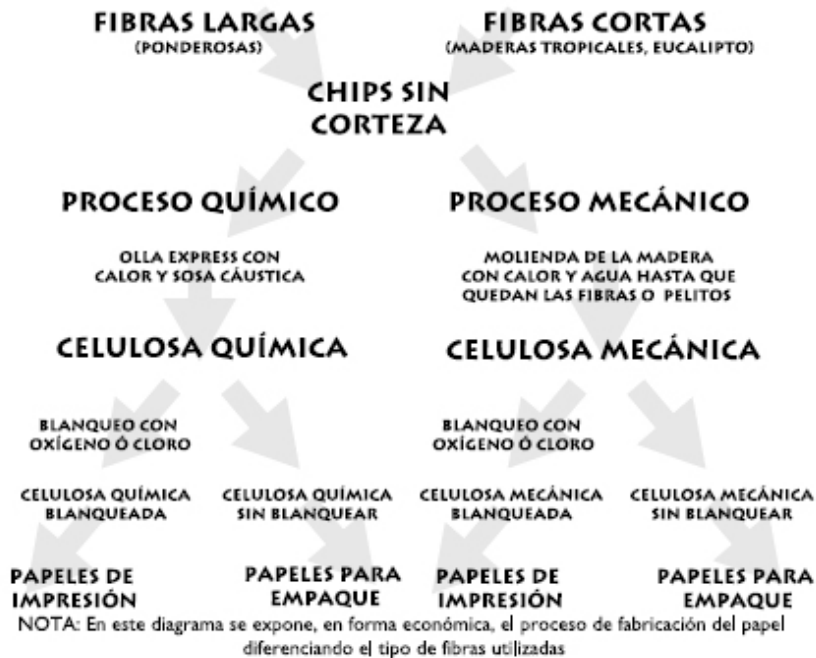 FIBRAS LARGAS
(PONDEROSAS)
FIBRAS CORTAS
(MADERAS TROPICALES, EUCALIPTO)
CHIPS SIN
CORTEZA
PROCESO QUÍMICO
PROCESO MECÁNICO
OLLA EXPRESS CON
CALOR Y SOSA CÁUSTICA
MOLIENDA DE LA MADERA
CON CALOR Y AGUA HASTA QUE
QUEDAN LAS FIBRAS O PELITOS
CELULOSA QUÍMICA
CELULOSA MECÁNICA
BLANQUEO CON
OXÍGENO Ó CLORO
BLANQUEO CON
OXÍGENO Ó CLORO
CELULOSA QUÍMICA
BLANQUEADA
CELULOSA QUÍMICA
SIN BLANQUEAR
CELULOSA MECÁNICA
BLANQUEADA
CELULOSA MECÁNICA
SIN BLANQUEAR
PAPELES DE
IMPRESIÓN
PAPELES PARA
EMPAQUE
PAPELES DE
IMPRESIÓN
PAPELES PARA
EMPAQUE
NOTA: En este diagrama se expone, en forma económica, el proceso de fabricación del papel
diferenciando el tipo de fibras utilizadas